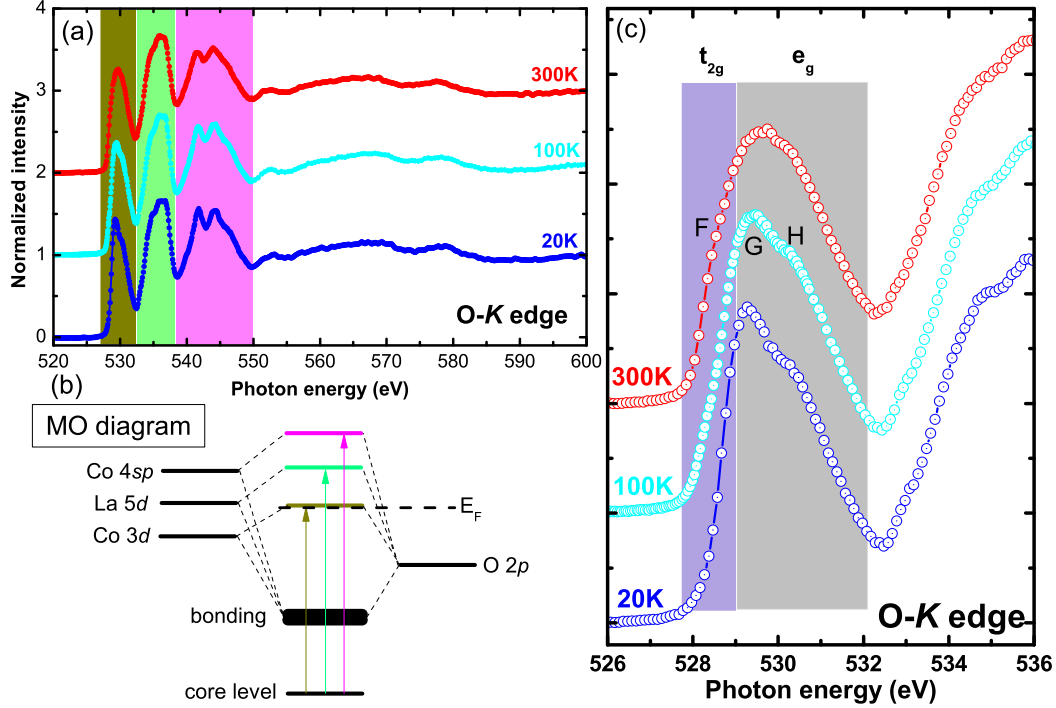 (a)
300K
100K
20K
O-K edge
Normalized intensity
4
3
2
1
0
520 530 540 550 560 570 580 590 600
Photon energy (eV)
(b)
MO diagram
Co 4sp
La 5d
Co 3d
E_F
O 2p
bonding
core level
(c)
t_2g e_g
F
G H
300K
100K
20K
O-K edge
526 528 530 532 534 536
Photon energy (eV)